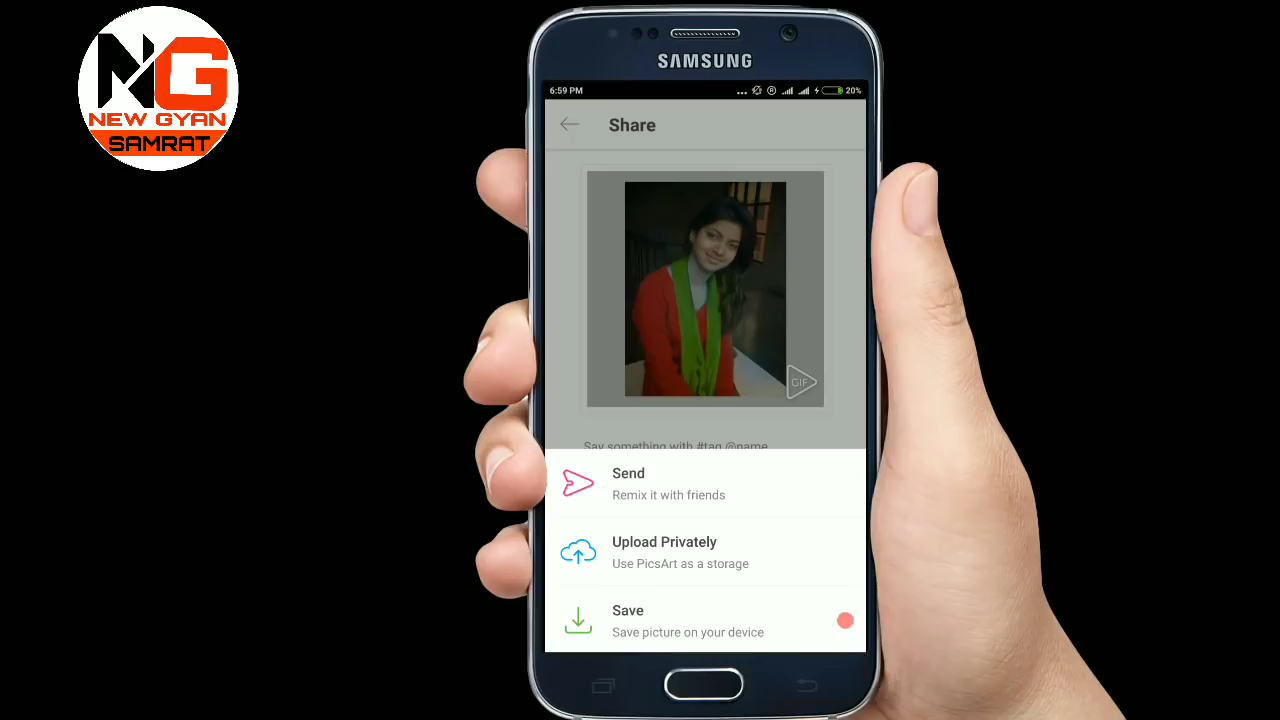 NG
NEW GYAN
SAMRAT
SAMSUNG
6:59 PM
20%
Share
GIF
Say something with #tag @name
Send
Remix it with friends
Upload Privately
Use PicsArt as a storage
Save
Save picture on your device